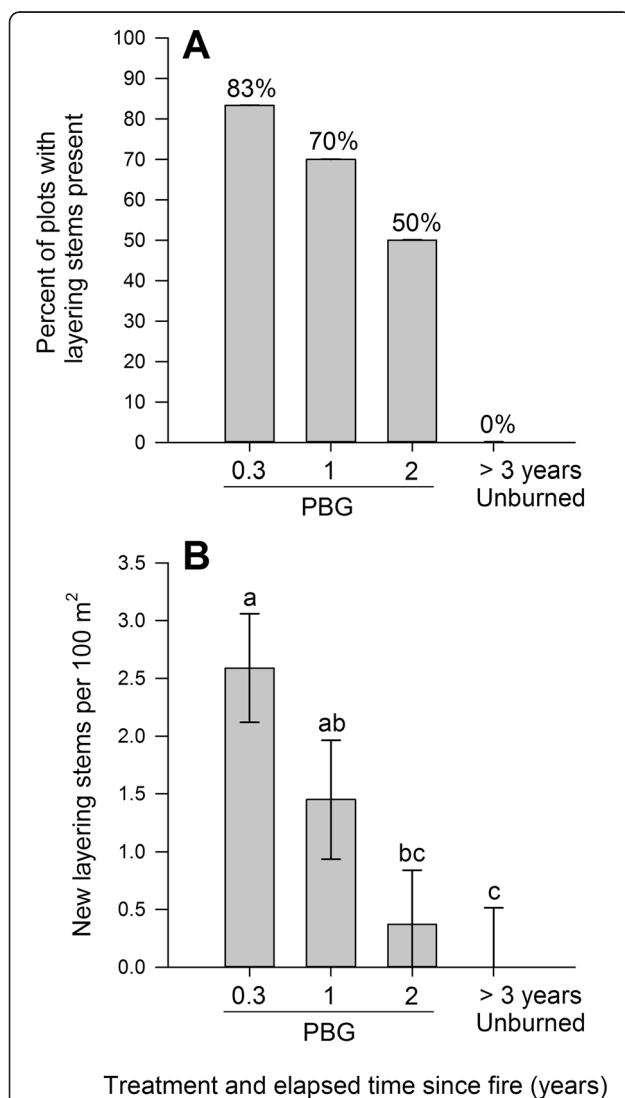 A
Percent of plots with
layering stems present
100
90
80
70
60
50
40
30
20
10
0
83%
70%
50%
0%
0.3 1 2 > 3 years
PBG Unburned
B
New layering stems per 100 m²
3.5
3.0
2.5
2.0
1.5
1.0
0.5
0.0
a
ab
bc
c
0.3 1 2 > 3 years
PBG Unburned
Treatment and elapsed time since fire (years)